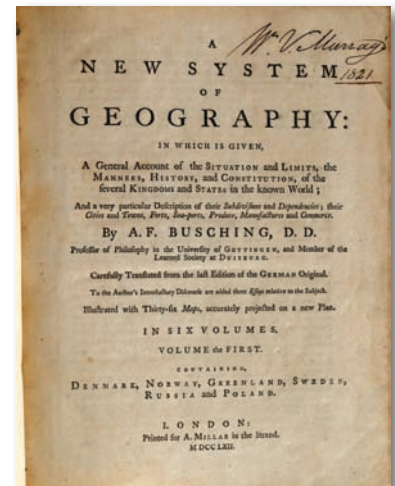 Wm. V. Murray
1821
A
NEW SYSTEM
OF
GEOGRAPHY:
IN WHICH IS GIVEN,
A General Account of the SITUATION and LIMITS, the
MANNERS, HISTORY, and CONSTITUTION, of the
several KINGDOMS and STATES in the known World;
And a very particular Description of their Subdivisions and Dependencies; their
Cities and Towns, Forts, Sea-ports, Produce, Manufactures and Commerce.
By A. F. BUSCHING, D. D.
Professor of Philosophy in the University of GOTTINGEN, and Member of the
Learned Society at DUISBURG.
Carefully Translated from the last Edition of the GERMAN Original.
To the Author's Introductory Discourse are added three Essays relative to the Subject.
Illustrated with Thirty-six Maps, accurately projected on a new Plan.
IN SIX VOLUMES.
VOLUME the FIRST.
CONTAINING,
DENMARK, NORWAY, GREENLAND, SWEDEN,
RUSSIA and POLAND.
LONDON:
Printed for A. MILLAR in the Strand.
MDCCLXII.